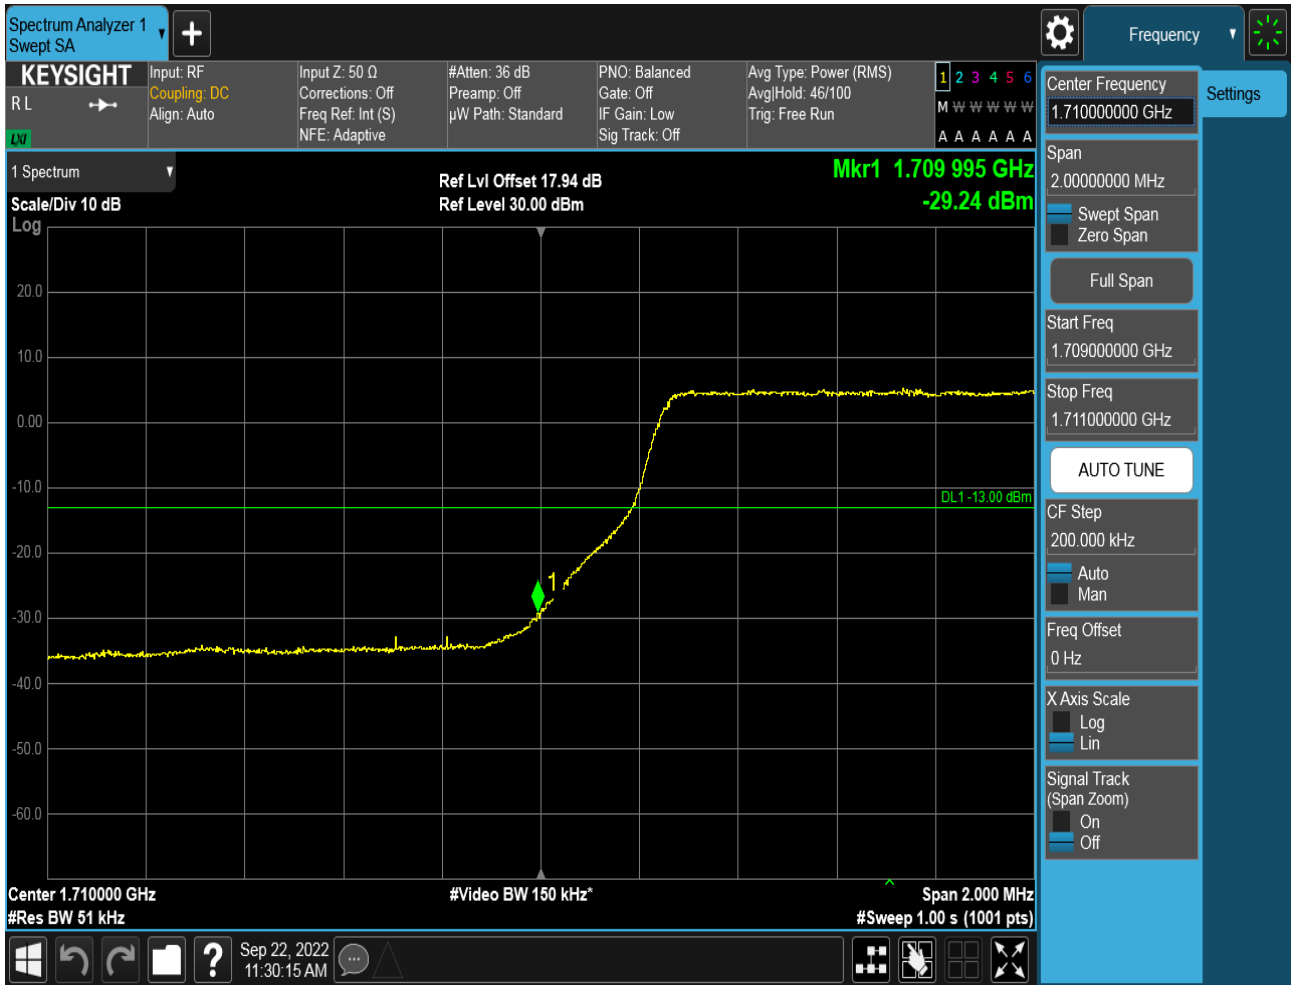 Spectrum Analyzer 1
Swept SA
Frequency
KEYSIGHT
R L
LXI
Input: RF
Coupling: DC
Align: Auto
Input Z: 50 Ω
Corrections: Off
Freq Ref: Int (S)
NFE: Adaptive
#Atten: 36 dB
Preamp: Off
µW Path: Standard
PNO: Balanced
Gate: Off
IF Gain: Low
Sig Track: Off
Avg Type: Power (RMS)
Avg|Hold: 46/100
Trig: Free Run
1 2 3 4 5 6
M W W W W W
A A A A A A
1 Spectrum
Scale/Div 10 dB
Log
Ref Lvl Offset 17.94 dB
Ref Level 30.00 dBm
Mkr1 1.709 995 GHz
-29.24 dBm
20.0
10.0
0.00
-10.0
-20.0
-30.0
-40.0
-50.0
-60.0
DL1 -13.00 dBm
1
Center 1.710000 GHz
#Res BW 51 kHz
#Video BW 150 kHz*
Span 2.000 MHz
#Sweep 1.00 s (1001 pts)
Center Frequency
1.710000000 GHz
Settings
Span
2.00000000 MHz
Swept Span
Zero Span
Full Span
Start Freq
1.709000000 GHz
Stop Freq
1.711000000 GHz
AUTO TUNE
CF Step
200.000 kHz
Auto
Man
Freq Offset
0 Hz
X Axis Scale
Log
Lin
Signal Track
(Span Zoom)
On
Off
Sep 22, 2022
11:30:15 AM